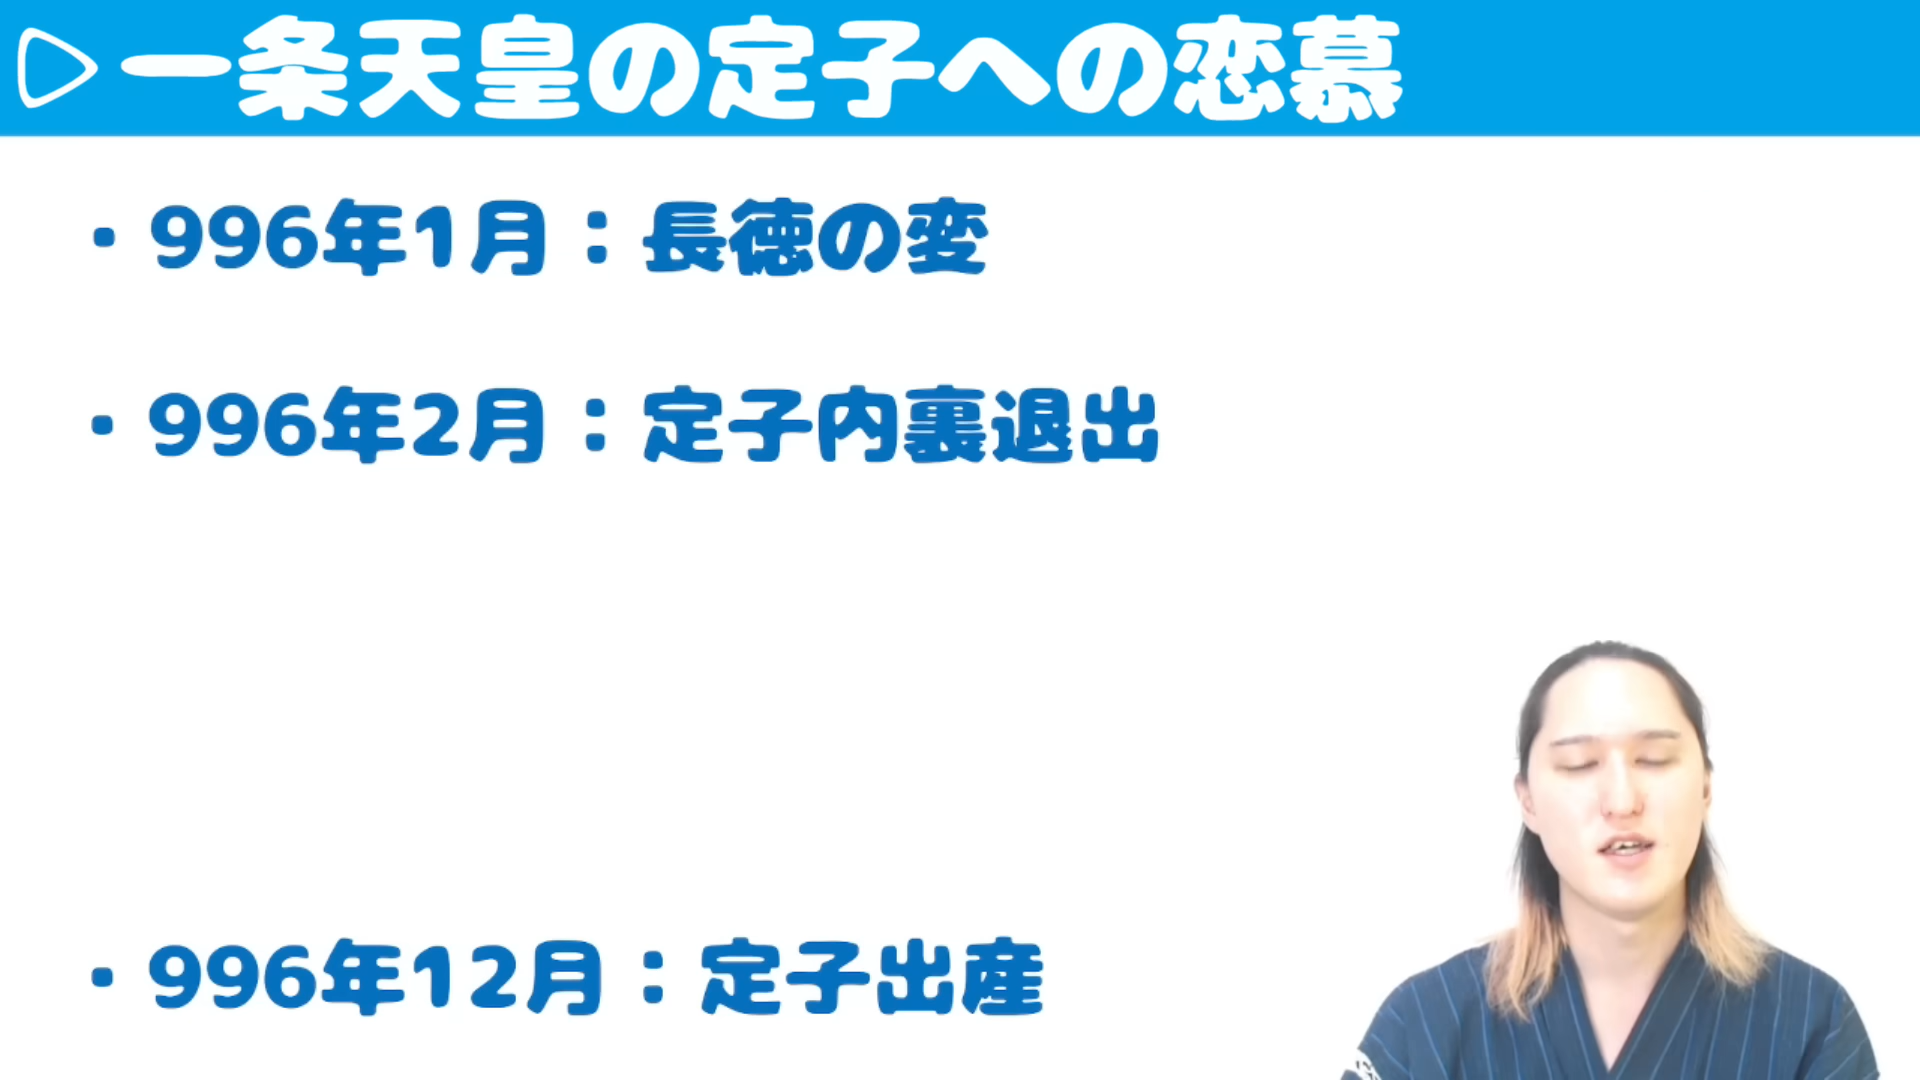 一条天皇の定子への恋慕
・996年1月：長徳の変
・996年2月：定子内裏退出
・996年12月：定子出産